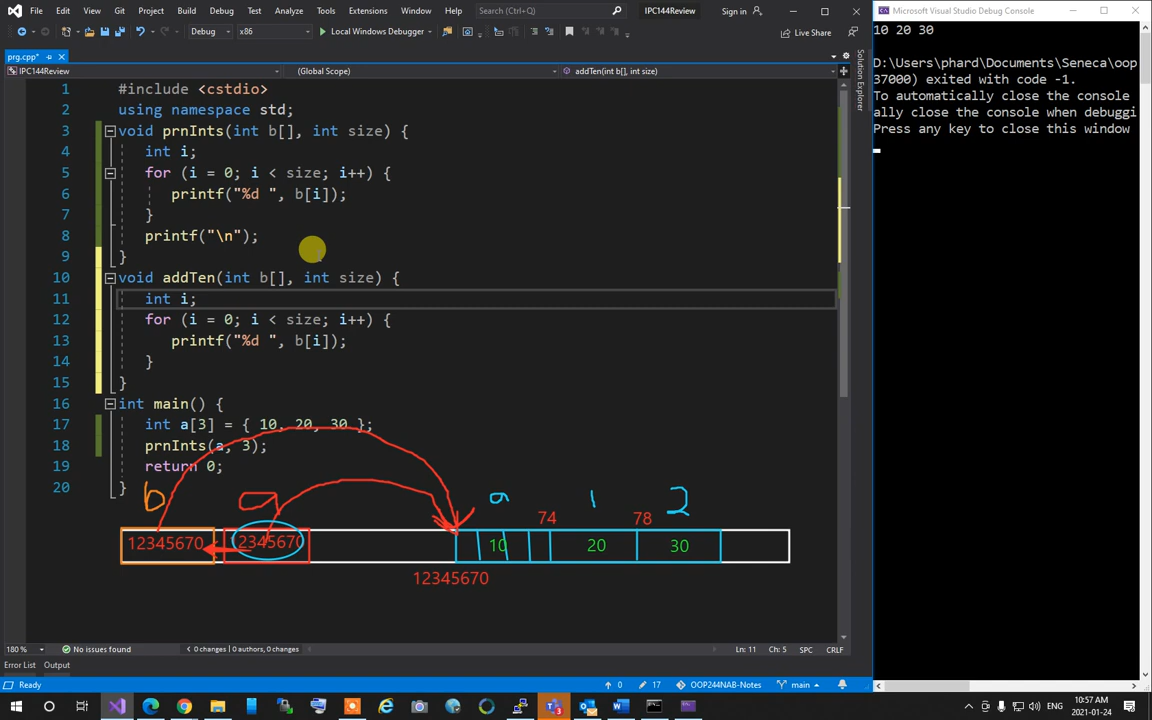 File Edit View Git Project Build Debug Test Analyze Tools Extensions Window Help Search (Ctrl+Q) IPC144Review Sign in
Debug x86 Local Windows Debugger Live Share
prg.cpp*
IPC144Review (Global Scope) addTen(int b[], int size)
Solution Explorer
1 #include <cstdio>
2 using namespace std;
3 void prnInts(int b[], int size) {
4 int i;
5 for (i = 0; i < size; i++) {
6 printf("%d ", b[i]);
7 }
8 printf("\n");
9 }
10 void addTen(int b[], int size) {
11 int i;
12 for (i = 0; i < size; i++) {
13 printf("%d ", b[i]);
14 }
15 }
16 int main() {
17 int a[3] = { 10, 20, 30 };
18 prnInts(a, 3);
19 return 0;
20 }
b a 1 2
74 78
12345670 12345670 10 20 30
12345670
180 % No issues found 0 changes | 0 authors, 0 changes Ln: 11 Ch: 5 SPC CRLF
Error List Output
Ready 0 17 OOP244NAB-Notes main
Microsoft Visual Studio Debug Console
10 20 30
D:\Users\phard\Documents\Seneca\oop
37000) exited with code -1.
To automatically close the console
ally close the console when debuggi
Press any key to close this window
10:57 AM
2021-01-24